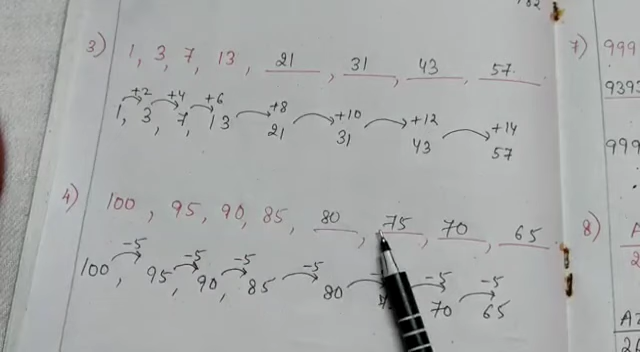 3) 1, 3, 7, 13, 21, 31, 43, 57
+2 +4 +6 +8 +10 +12 +14
1, 3, 7, 13 21 31 43 57
4) 100, 95, 90, 85, 80, 75, 70, 65
-5 -5 -5 -5 -5 -5
100, 95, 90, 85 80 70 65
7) 999
9393
999
8)